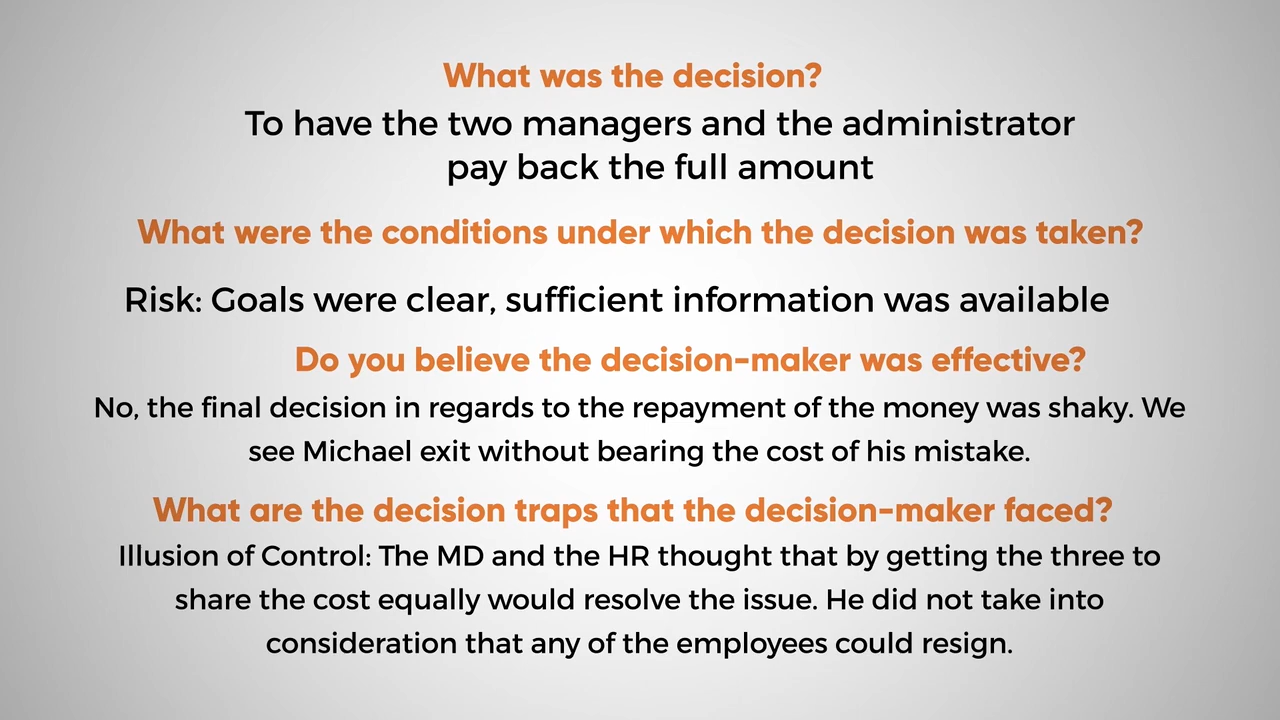 What was the decision?
To have the two managers and the administrator
pay back the full amount
What were the conditions under which the decision was taken?
Risk: Goals were clear, sufficient information was available
Do you believe the decision-maker was effective?
No, the final decision in regards to the repayment of the money was shaky. We
see Michael exit without bearing the cost of his mistake.
What are the decision traps that the decision-maker faced?
Illusion of Control: The MD and the HR thought that by getting the three to
share the cost equally would resolve the issue. He did not take into
consideration that any of the employees could resign.